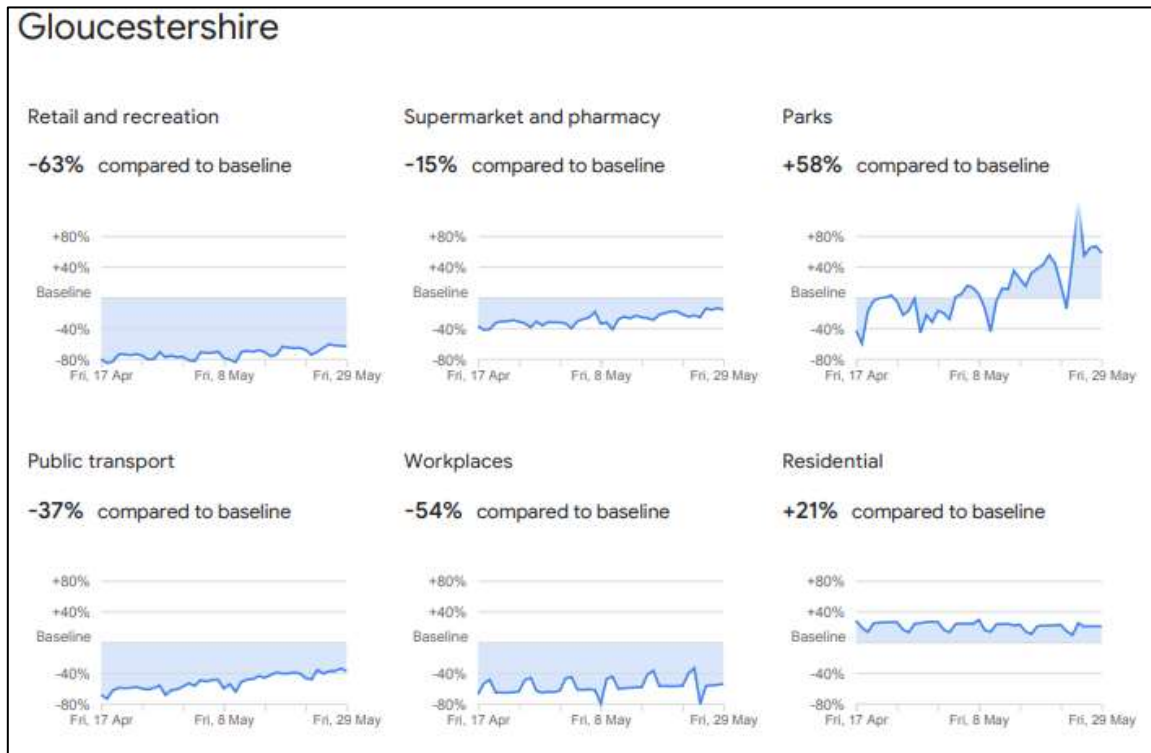 Gloucestershire
Retail and recreation
-63% compared to baseline
+80%
+40%
Baseline
-40%
-80%
Fri, 17 Apr Fri, 8 May Fri, 29 May
Supermarket and pharmacy
-15% compared to baseline
+80%
+40%
Baseline
-40%
-80%
Fri, 17 Apr Fri, 8 May Fri, 29 May
Parks
+58% compared to baseline
+80%
+40%
Baseline
-40%
-80%
Fri, 17 Apr Fri, 8 May Fri, 29 May
Public transport
-37% compared to baseline
+80%
+40%
Baseline
-40%
-80%
Fri, 17 Apr Fri, 8 May Fri, 29 May
Workplaces
-54% compared to baseline
+80%
+40%
Baseline
-40%
-80%
Fri, 17 Apr Fri, 8 May Fri, 29 May
Residential
+21% compared to baseline
+80%
+40%
Baseline
-40%
-80%
Fri, 17 Apr Fri, 8 May Fri, 29 May